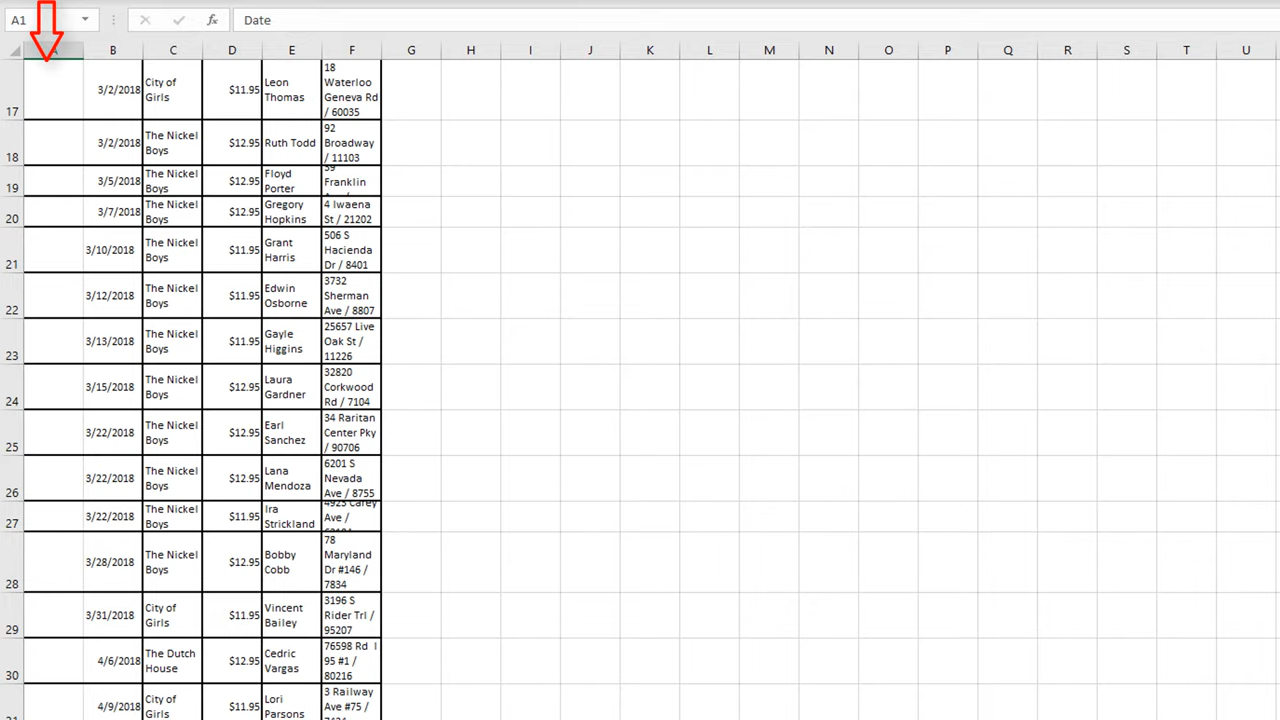 A1 fx Date
A B C D E F G H I J K L M N O P Q R S T U
17 3/2/2018 City of Girls $11.95 Leon Thomas 18 Waterloo Geneva Rd / 60035
18 3/2/2018 The Nickel Boys $12.95 Ruth Todd 92 Broadway / 11103
19 3/5/2018 The Nickel Boys $12.95 Floyd Porter 39 Franklin
20 3/7/2018 The Nickel Boys $12.95 Gregory Hopkins 4 Iwaena St / 21202
21 3/10/2018 The Nickel Boys $11.95 Grant Harris 506 S Hacienda Dr / 8401
22 3/12/2018 The Nickel Boys $11.95 Edwin Osborne 3732 Sherman Ave / 8807
23 3/13/2018 The Nickel Boys $11.95 Gayle Higgins 25657 Live Oak St / 11226
24 3/15/2018 The Nickel Boys $12.95 Laura Gardner 32820 Corkwood Rd / 7104
25 3/22/2018 The Nickel Boys $12.95 Earl Sanchez 34 Raritan Center Pky / 90706
26 3/22/2018 The Nickel Boys $12.95 Lana Mendoza 6201 S Nevada Ave / 8755
27 3/22/2018 The Nickel Boys $11.95 Ira Strickland 4923 Carey Ave /
28 3/28/2018 The Nickel Boys $12.95 Bobby Cobb 78 Maryland Dr #146 / 7834
29 3/31/2018 City of Girls $11.95 Vincent Bailey 3196 S Rider Trl / 95207
30 4/6/2018 The Dutch House $12.95 Cedric Vargas 76598 Rd I 95 #1 / 80216
4/9/2018 City of Girls $11.95 Lori Parsons 3 Railway Ave #75 /